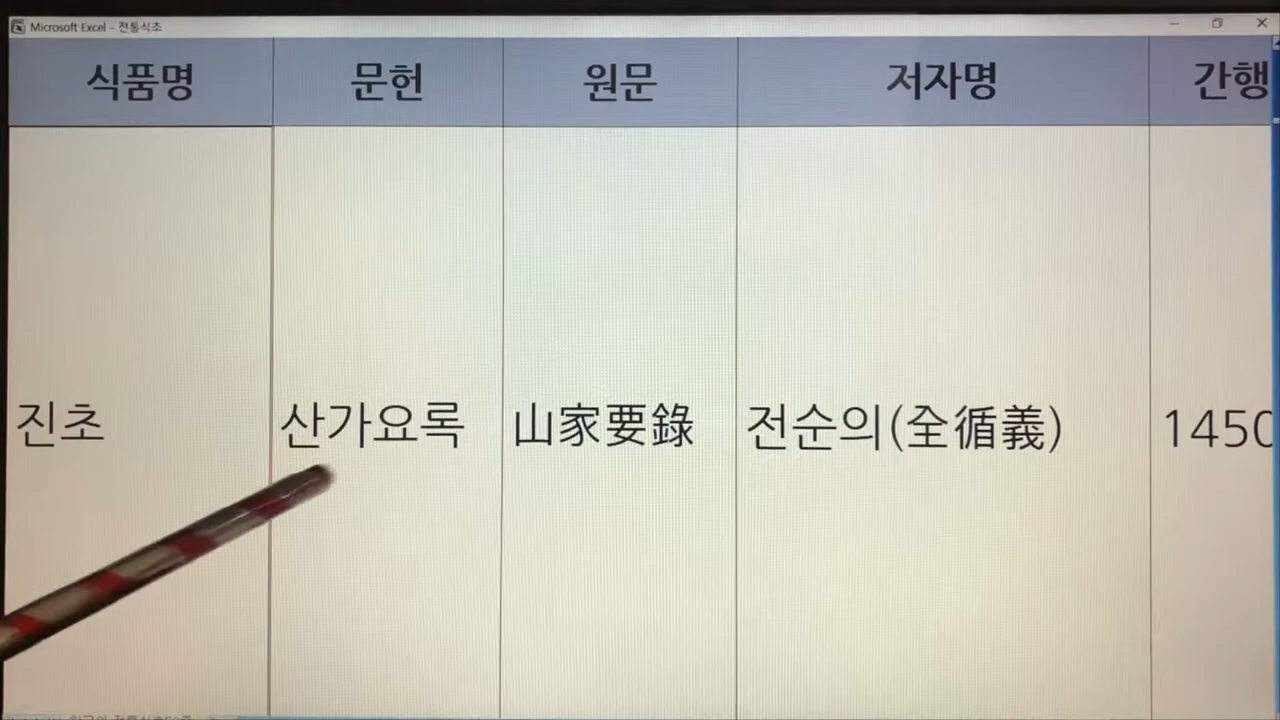 Microsoft Excel - 전통식초
식품명 문헌 원문 저자명 간행
진초 산가요록 山家要錄 전순의(全循義) 1450